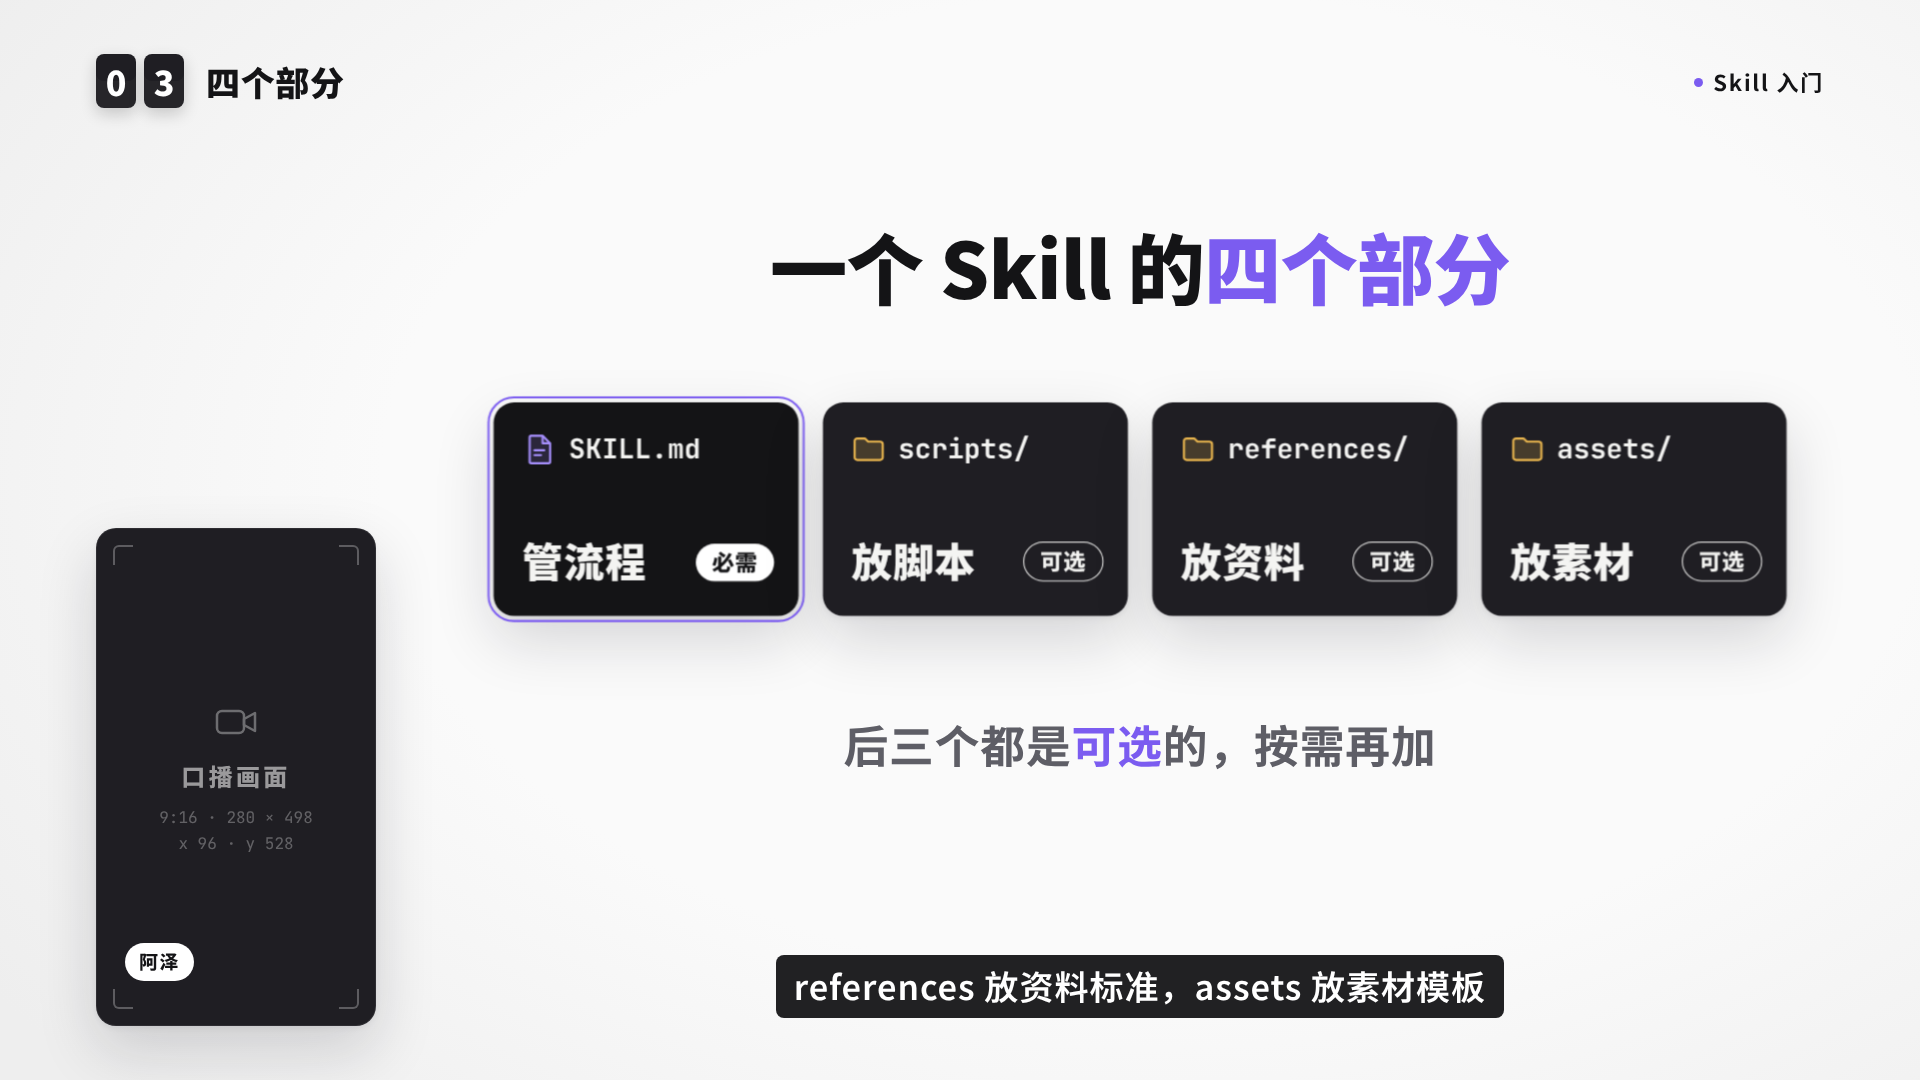 03 四个部分
Skill 入门
一个 Skill 的四个部分
SKILL.md
管流程 必需
scripts/
放脚本 可选
references/
放资料 可选
assets/
放素材 可选
后三个都是可选的，按需再加
口播画面
9:16 · 280 × 498
x 96 · y 528
阿泽
references 放资料标准，assets 放素材模板